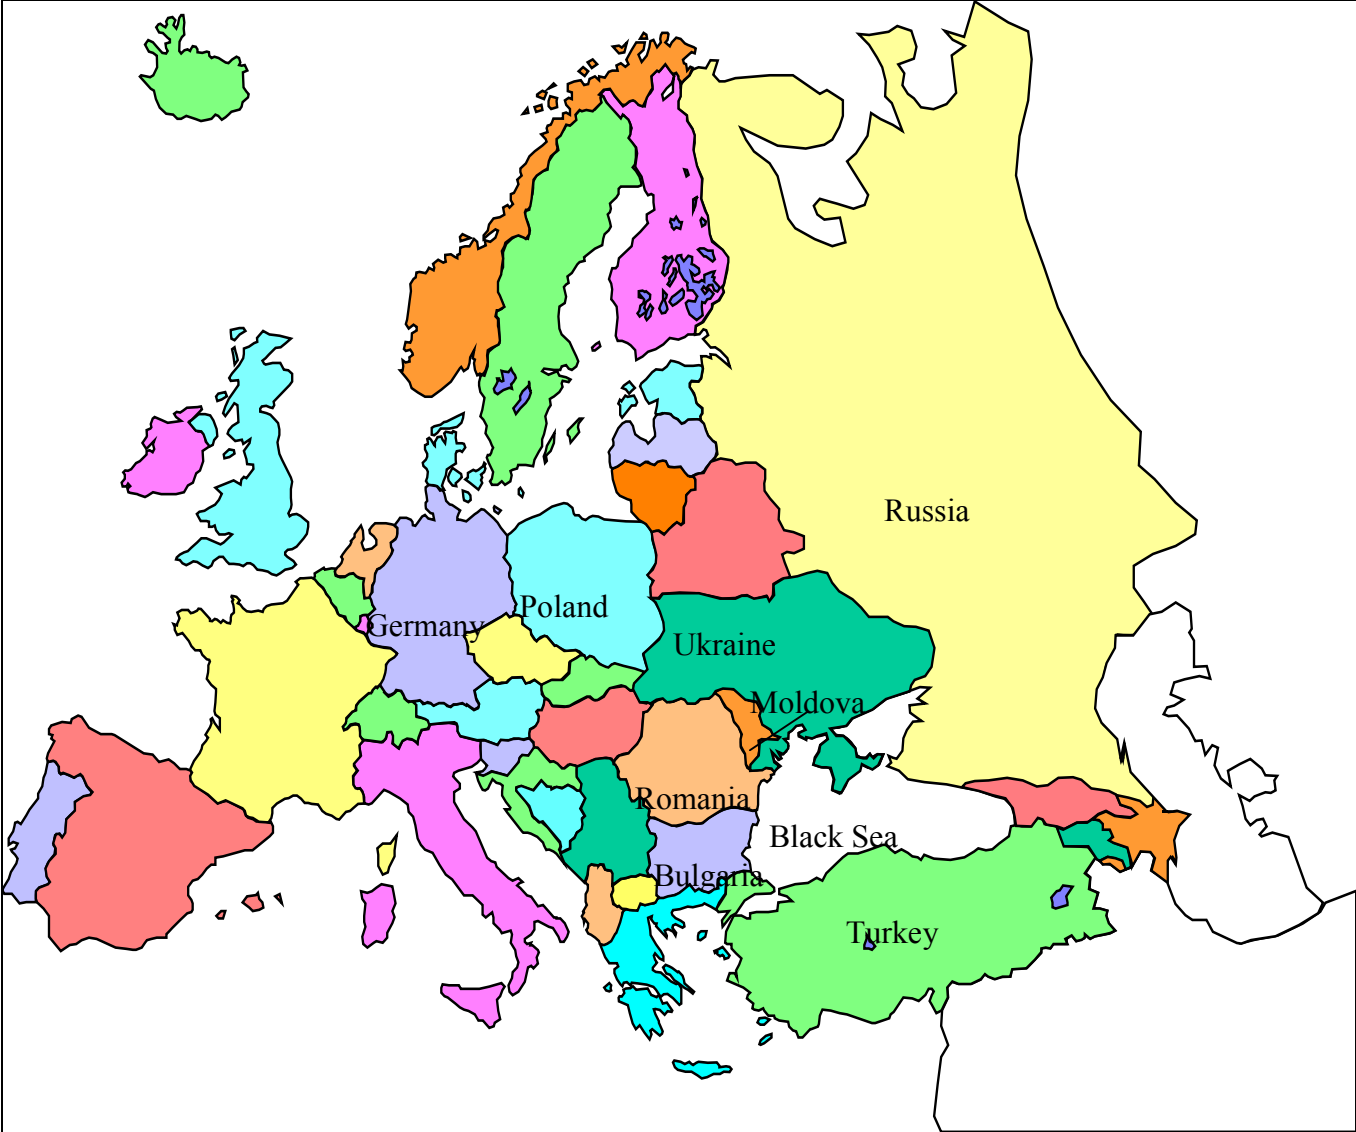 Russia
Poland
Germany
Ukraine
Moldova
Romania
Black Sea
Bulgaria
Turkey